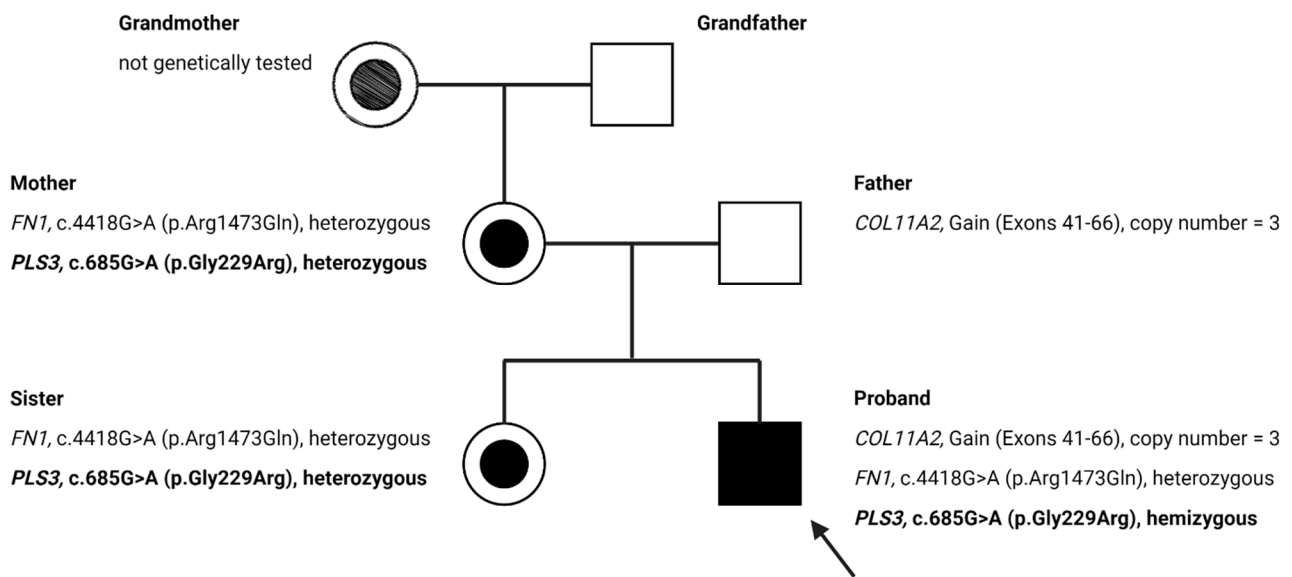 Grandmother
not genetically tested
Grandfather
Mother
FN1, c.4418G>A (p.Arg1473Gln), heterozygous
PLS3, c.685G>A (p.Gly229Arg), heterozygous
Father
COL11A2, Gain (Exons 41-66), copy number = 3
Sister
FN1, c.4418G>A (p.Arg1473Gln), heterozygous
PLS3, c.685G>A (p.Gly229Arg), heterozygous
Proband
COL11A2, Gain (Exons 41-66), copy number = 3
FN1, c.4418G>A (p.Arg1473Gln), heterozygous
PLS3, c.685G>A (p.Gly229Arg), hemizygous